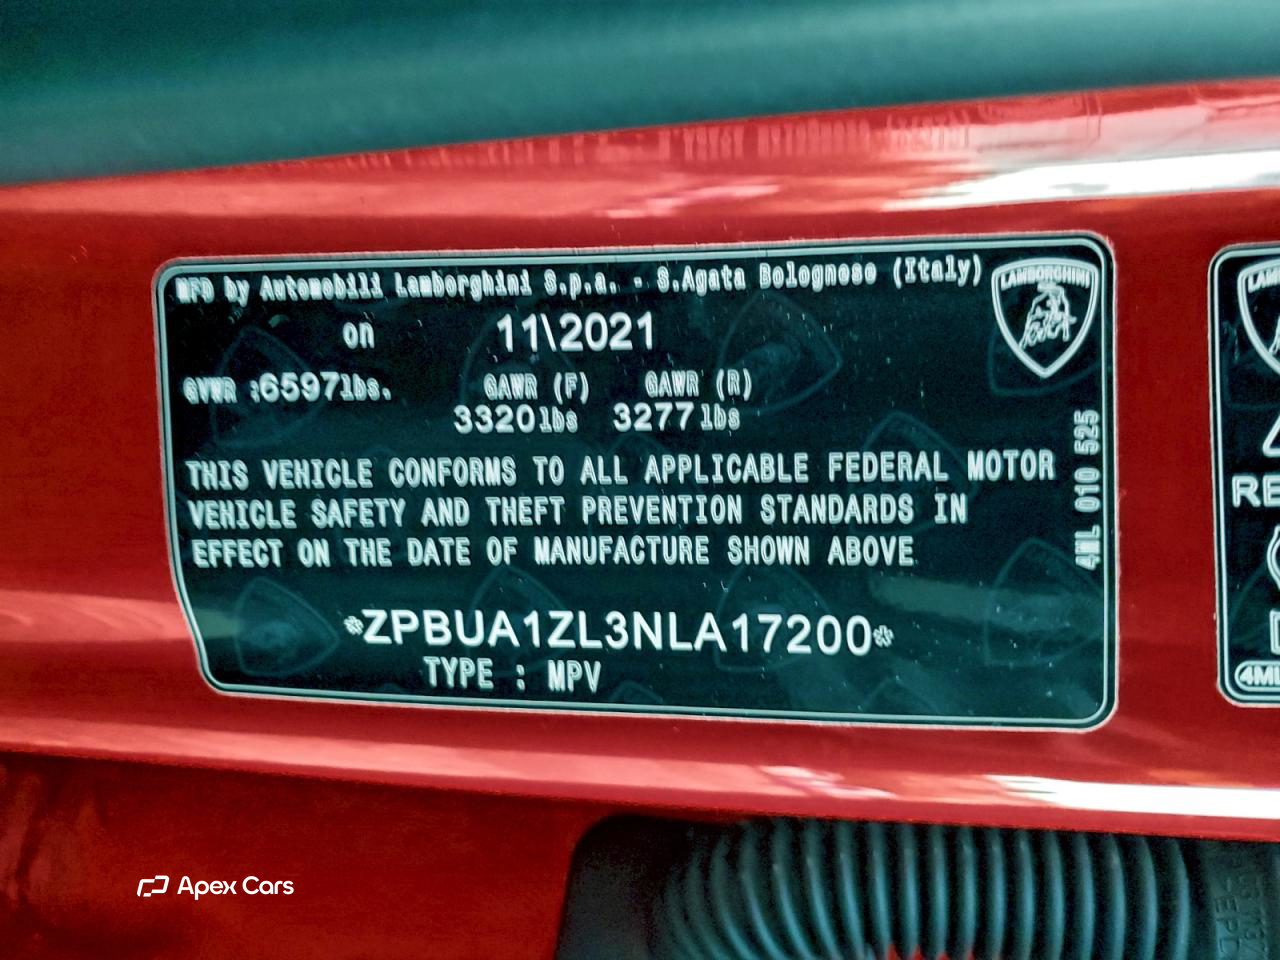 MFD by Automobili Lamborghini S.p.a. - S.Agata Bolognese (Italy)
LAMBORGHINI
on 11\2021
GVWR :6597lbs. GAWR (F) GAWR (R)
3320lbs 3277lbs
THIS VEHICLE CONFORMS TO ALL APPLICABLE FEDERAL MOTOR
VEHICLE SAFETY AND THEFT PREVENTION STANDARDS IN
EFFECT ON THE DATE OF MANUFACTURE SHOWN ABOVE
*ZPBUA1ZL3NLA17200*
TYPE : MPV
4ML 010 525
Apex Cars